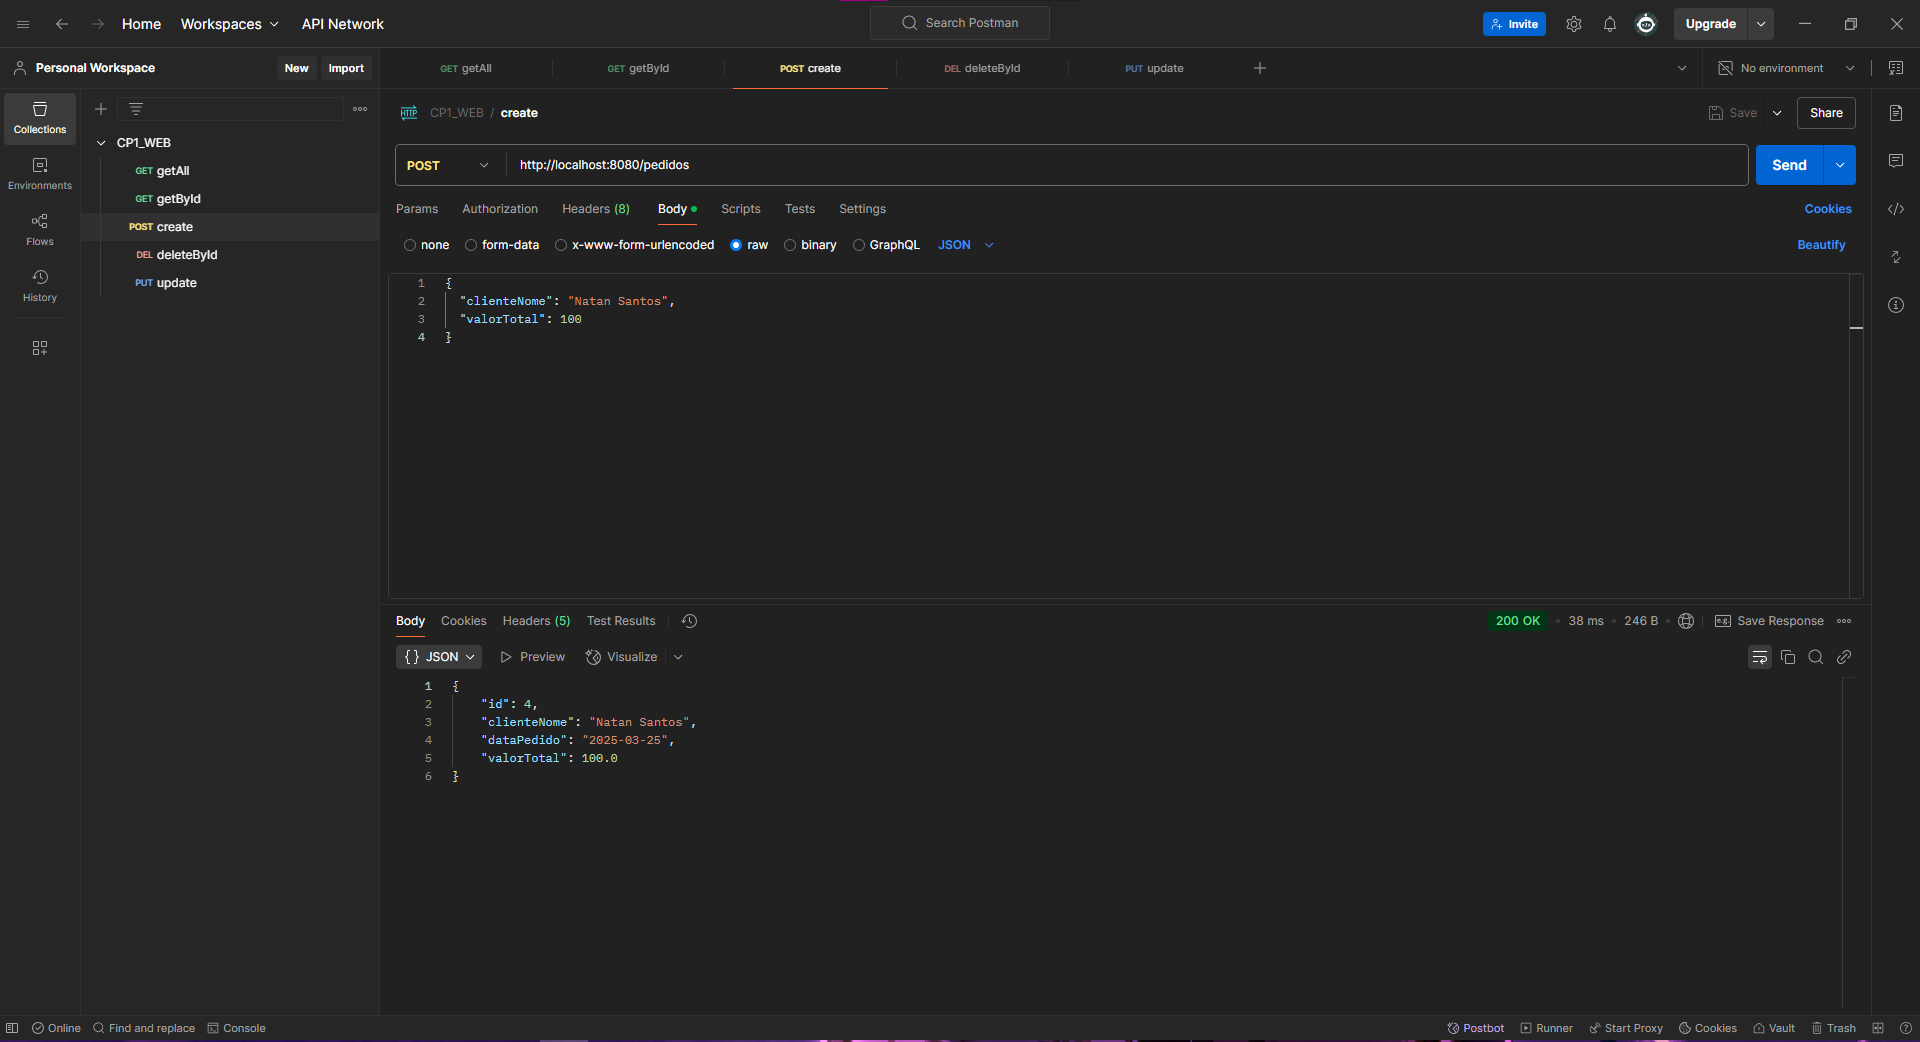 Home Workspaces API Network Search Postman Invite Upgrade
Personal Workspace New Import GET getAll GET getById POST create DEL deleteById PUT update No environment
Collections
Environments
Flows
History
CP1_WEB
GET getAll
GET getById
POST create
DEL deleteById
PUT update
HTTP CP1_WEB / create Save Share
POST http://localhost:8080/pedidos Send
Params Authorization Headers (8) Body Scripts Tests Settings Cookies
none form-data x-www-form-urlencoded raw binary GraphQL JSON Beautify
1 {
2 "clienteNome": "Natan Santos",
3 "valorTotal": 100
4 }
Body Cookies Headers (5) Test Results 200 OK • 38 ms • 246 B • e.g. Save Response
{} JSON Preview Visualize
1 {
2 "id": 4,
3 "clienteNome": "Natan Santos",
4 "dataPedido": "2025-03-25",
5 "valorTotal": 100.0
6 }
Online Find and replace Console Postbot Runner Start Proxy Cookies Vault Trash